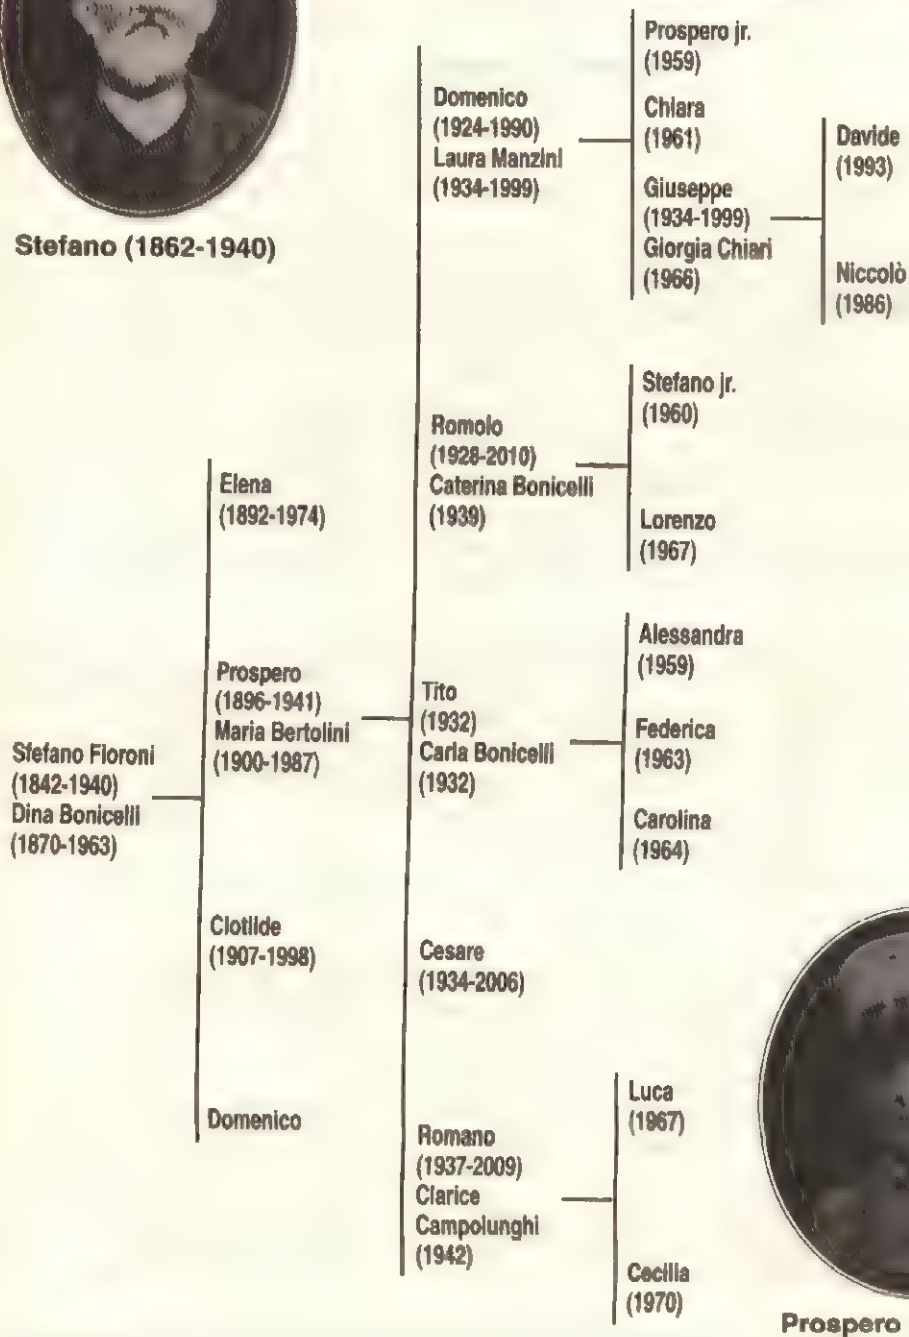 Stefano (1862-1940)
Stefano Fioroni
(1842-1940)
Dina Bonicelli
(1870-1963)
Elena
(1892-1974)
Prospero
(1896-1941)
Maria Bertolini
(1900-1987)
Clotilde
(1907-1998)
Domenico
Domenico
(1924-1990)
Laura Manzini
(1934-1999)
Romolo
(1928-2010)
Caterina Bonicelli
(1939)
Tito
(1932)
Carla Bonicelli
(1932)
Cesare
(1934-2006)
Romano
(1937-2009)
Clarice
Campolunghi
(1942)
Prospero jr.
(1959)
Chiara
(1961)
Giuseppe
(1934-1999)
Giorgia Chiari
(1966)
Stefano jr.
(1960)
Lorenzo
(1967)
Alessandra
(1959)
Federica
(1963)
Carolina
(1964)
Luca
(1967)
Cecilia
(1970)
Davide
(1993)
Niccolò
(1986)
Prospero